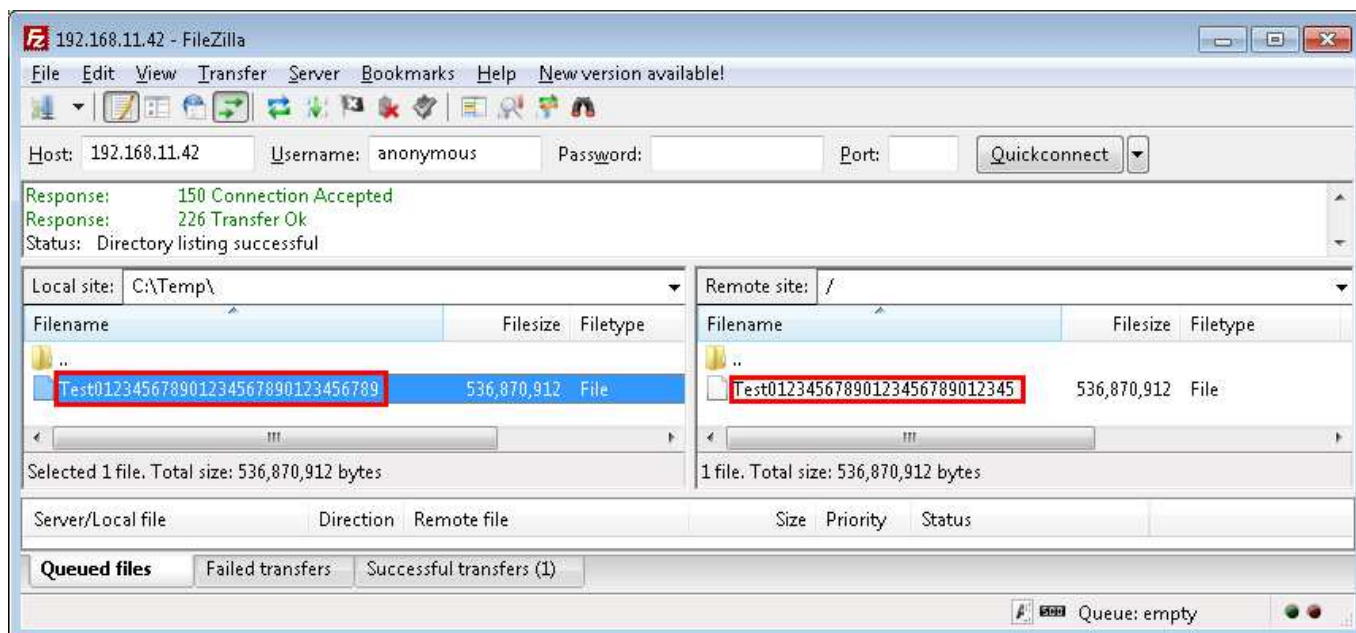 192.168.11.42 - FileZilla
File Edit View Transfer Server Bookmarks Help New version available!
Host: 192.168.11.42 Username: anonymous Password: Port: Quickconnect
Response: 150 Connection Accepted
Response: 226 Transfer Ok
Status: Directory listing successful
Local site: C:\Temp\
Filename Filesize Filetype
..
Test012345678901234567890123456789 536,870,912 File
Selected 1 file. Total size: 536,870,912 bytes
Remote site: /
Filename Filesize Filetype
..
Test01234567890123456789012345 536,870,912 File
1 file. Total size: 536,870,912 bytes
Server/Local file Direction Remote file Size Priority Status
Queued files Failed transfers Successful transfers (1)
Queue: empty